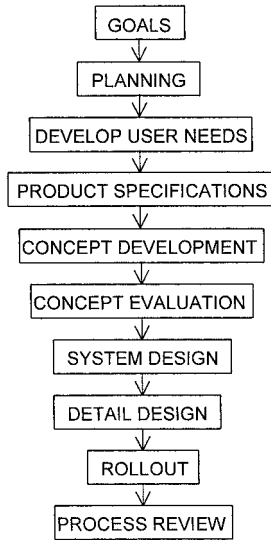 GOALS
PLANNING
DEVELOP USER NEEDS
PRODUCT SPECIFICATIONS
CONCEPT DEVELOPMENT
CONCEPT EVALUATION
SYSTEM DESIGN
DETAIL DESIGN
ROLLOUT
PROCESS REVIEW